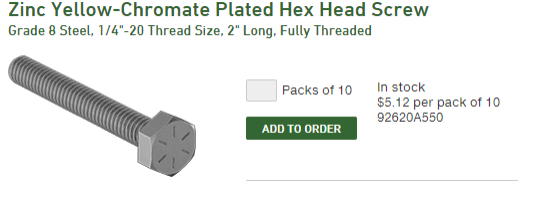 Zinc Yellow-Chromate Plated Hex Head Screw
Grade 8 Steel, 1/4"-20 Thread Size, 2" Long, Fully Threaded
Packs of 10
In stock
$5.12 per pack of 10
92620A550
ADD TO ORDER